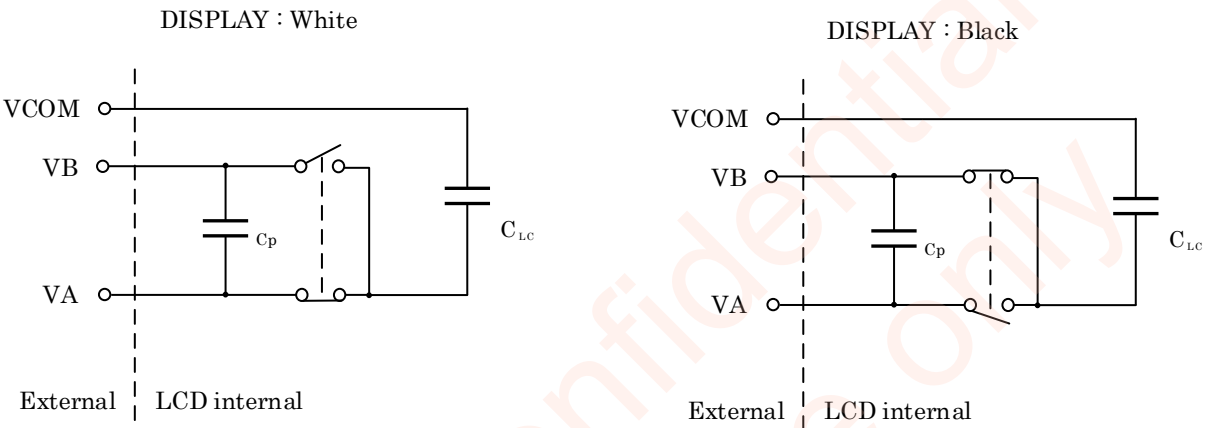 DISPLAY : White
VCOM
VB
Cp
CLC
VA
External
LCD internal
DISPLAY : Black
VCOM
VB
Cp
CLC
VA
External
LCD internal
confidential
only